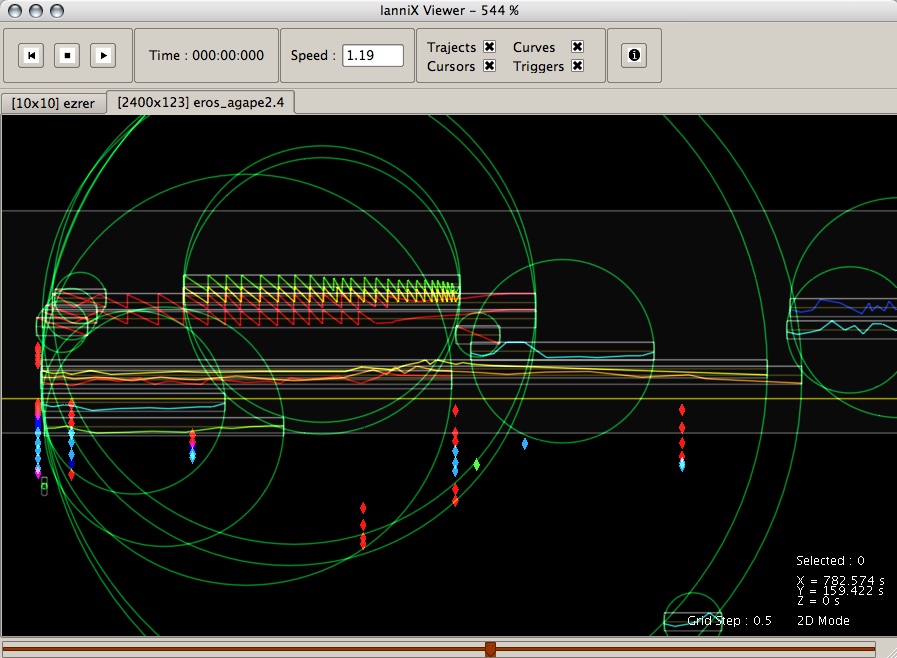 IanniX Viewer – 544 %
Time : 000:00:000
Speed : 1.19
Trajects Curves
Cursors Triggers
[10x10] ezrer [2400x123] eros_agape2.4
Selected : 0
X = 782.574 s
Y = 159.422 s
Z = 0 s
Grid Step : 0.5 2D Mode